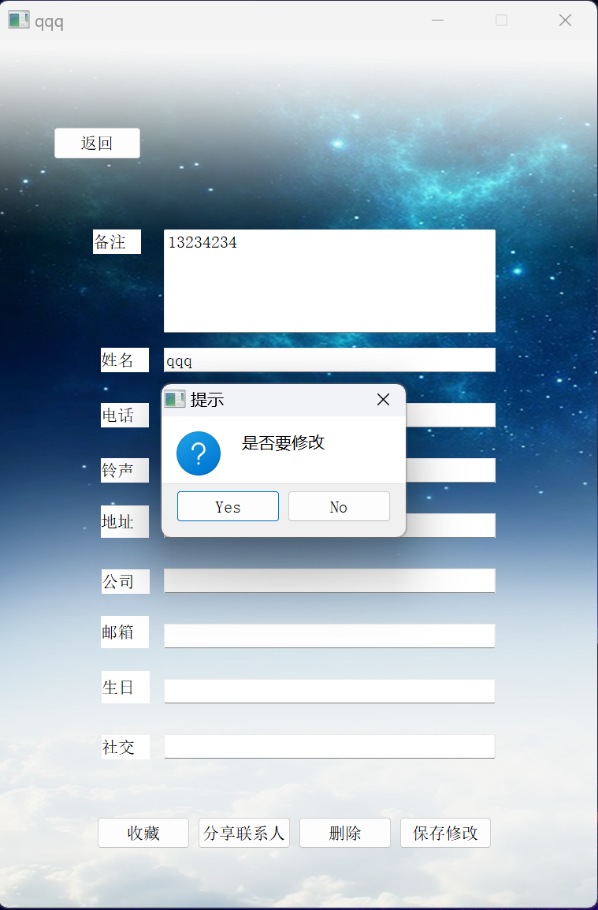 qqq
返回
备注 13234234
姓名 qqq
提示
电话
是否要修改
铃声
Yes No
地址
公司
邮箱
生日
社交
收藏 分享联系人 删除 保存修改